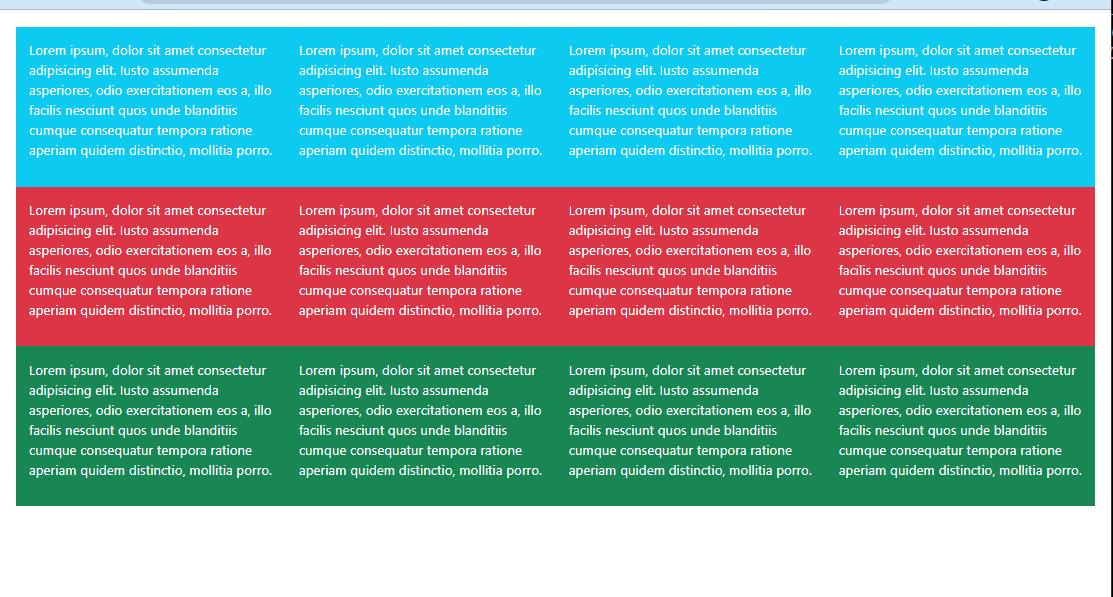 Lorem ipsum, dolor sit amet consectetur
adipisicing elit. Iusto assumenda
asperiores, odio exercitationem eos a, illo
facilis nesciunt quos unde blanditiis
cumque consequatur tempora ratione
aperiam quidem distinctio, mollitia porro.
Lorem ipsum, dolor sit amet consectetur
adipisicing elit. Iusto assumenda
asperiores, odio exercitationem eos a, illo
facilis nesciunt quos unde blanditiis
cumque consequatur tempora ratione
aperiam quidem distinctio, mollitia porro.
Lorem ipsum, dolor sit amet consectetur
adipisicing elit. Iusto assumenda
asperiores, odio exercitationem eos a, illo
facilis nesciunt quos unde blanditiis
cumque consequatur tempora ratione
aperiam quidem distinctio, mollitia porro.
Lorem ipsum, dolor sit amet consectetur
adipisicing elit. Iusto assumenda
asperiores, odio exercitationem eos a, illo
facilis nesciunt quos unde blanditiis
cumque consequatur tempora ratione
aperiam quidem distinctio, mollitia porro.
Lorem ipsum, dolor sit amet consectetur
adipisicing elit. Iusto assumenda
asperiores, odio exercitationem eos a, illo
facilis nesciunt quos unde blanditiis
cumque consequatur tempora ratione
aperiam quidem distinctio, mollitia porro.
Lorem ipsum, dolor sit amet consectetur
adipisicing elit. Iusto assumenda
asperiores, odio exercitationem eos a, illo
facilis nesciunt quos unde blanditiis
cumque consequatur tempora ratione
aperiam quidem distinctio, mollitia porro.
Lorem ipsum, dolor sit amet consectetur
adipisicing elit. Iusto assumenda
asperiores, odio exercitationem eos a, illo
facilis nesciunt quos unde blanditiis
cumque consequatur tempora ratione
aperiam quidem distinctio, mollitia porro.
Lorem ipsum, dolor sit amet consectetur
adipisicing elit. Iusto assumenda
asperiores, odio exercitationem eos a, illo
facilis nesciunt quos unde blanditiis
cumque consequatur tempora ratione
aperiam quidem distinctio, mollitia porro.
Lorem ipsum, dolor sit amet consectetur
adipisicing elit. Iusto assumenda
asperiores, odio exercitationem eos a, illo
facilis nesciunt quos unde blanditiis
cumque consequatur tempora ratione
aperiam quidem distinctio, mollitia porro.
Lorem ipsum, dolor sit amet consectetur
adipisicing elit. Iusto assumenda
asperiores, odio exercitationem eos a, illo
facilis nesciunt quos unde blanditiis
cumque consequatur tempora ratione
aperiam quidem distinctio, mollitia porro.
Lorem ipsum, dolor sit amet consectetur
adipisicing elit. Iusto assumenda
asperiores, odio exercitationem eos a, illo
facilis nesciunt quos unde blanditiis
cumque consequatur tempora ratione
aperiam quidem distinctio, mollitia porro.
Lorem ipsum, dolor sit amet consectetur
adipisicing elit. Iusto assumenda
asperiores, odio exercitationem eos a, illo
facilis nesciunt quos unde blanditiis
cumque consequatur tempora ratione
aperiam quidem distinctio, mollitia porro.